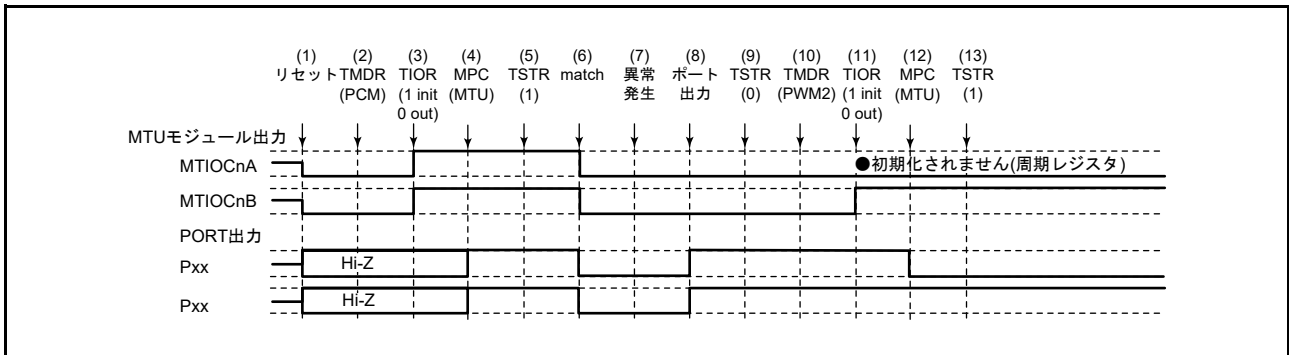 (1) (2) (3) (4) (5) (6) (7) (8) (9) (10) (11) (12) (13)
リセット TMDR TIOR MPC TSTR match 異常 ポート TSTR TMDR TIOR MPC TSTR
(PCM) (1 init (MTU) (1) 発生 出力 (0) (PWM2) (1 init (MTU) (1)
0 out) 0 out)
MTUモジュール出力
MTIOCnA ●初期化されません(周期レジスタ)
MTIOCnB
PORT出力
Pxx Hi-Z
Pxx Hi-Z